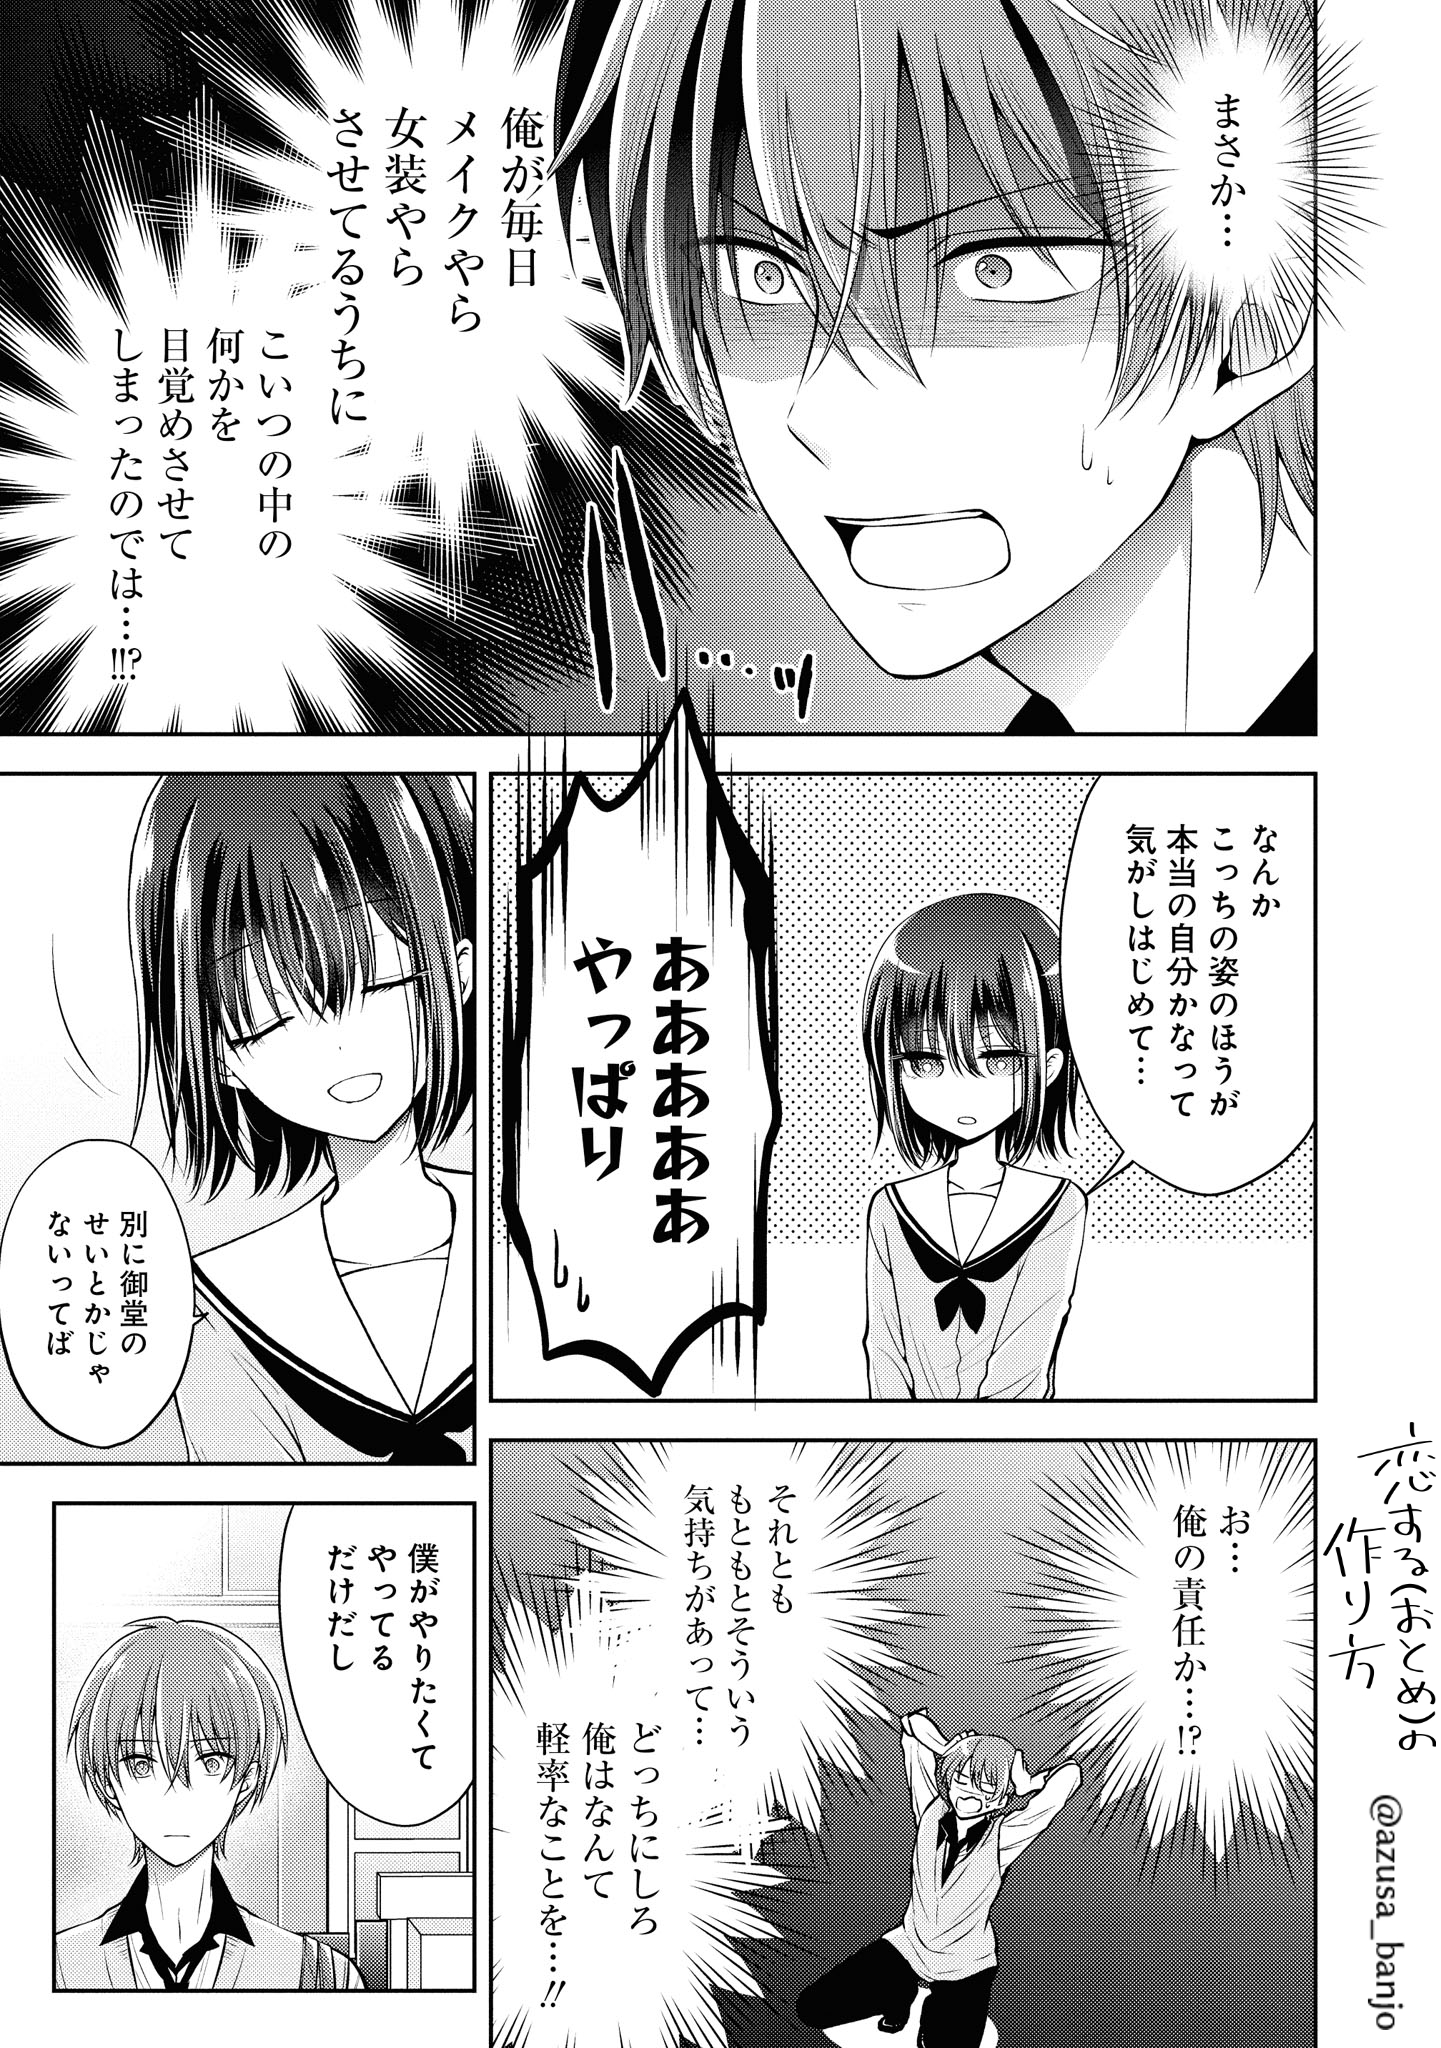 まさか…
俺が毎日
メイクやら
女装やら
させてるうちに
こいつの中の
何かを
目覚めさせて
しまったのでは…!!?
なんか
こっちの姿のほうが
本当の自分かなって
気がしはじめて…
あああああ
やっぱり
別に御堂の
せいとかじゃ
ないってば
お…
俺の責任か…!?
それとも
もともとそういう
気持ちがあって…
どっちにしろ
俺はなんて
軽率なことを…!!
僕がやりたくて
やってる
だけだし
恋する(おとめ)の
作り方
@azusa_banjo